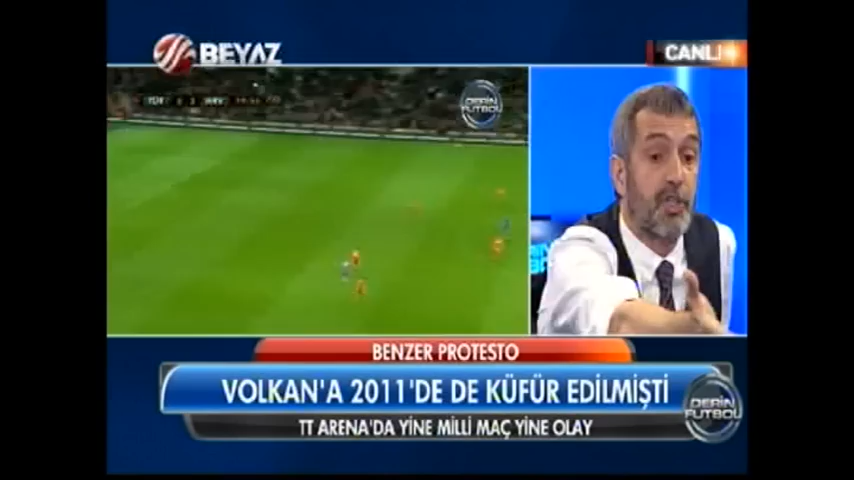 BEYAZ
CANLI
DERİN
FUTBOL
BENZER PROTESTO
VOLKAN'A 2011'DE DE KÜFÜR EDİLMİŞTİ
DERİN
FUTBOL
TT ARENA'DA YİNE MİLLİ MAÇ YİNE OLAY